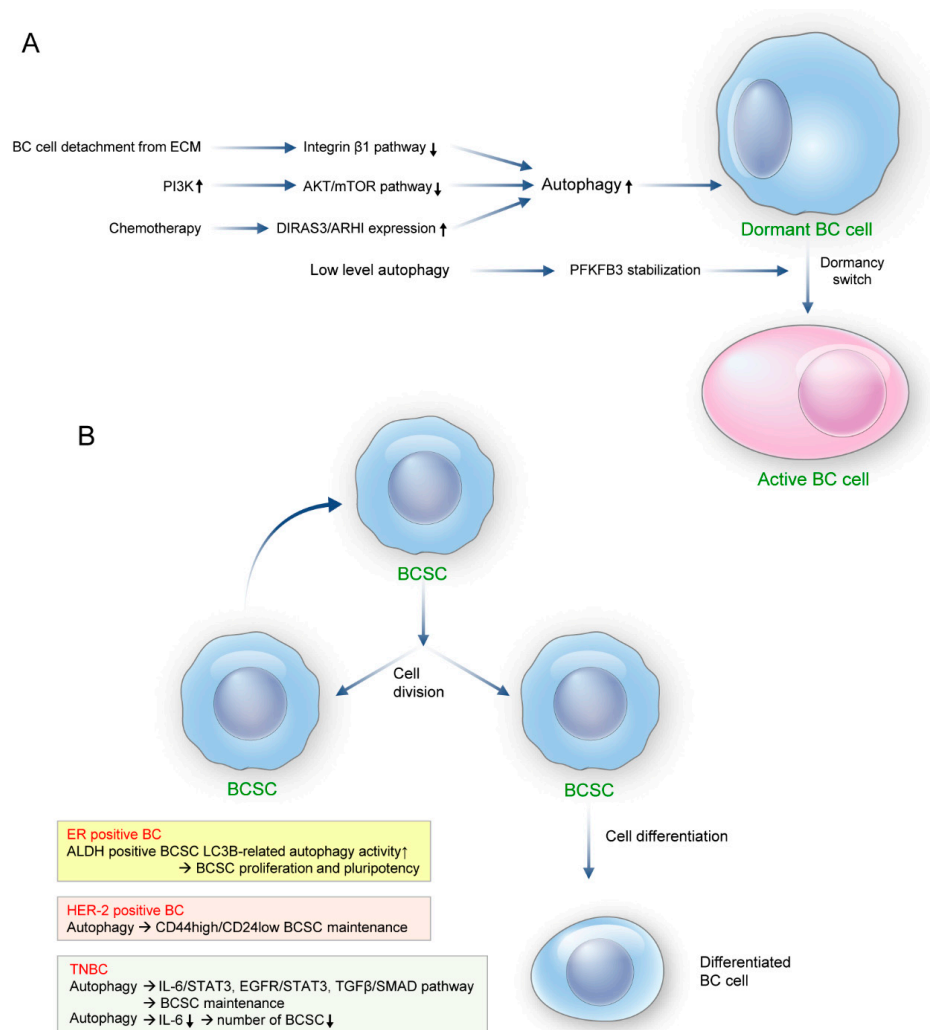 A
BC cell detachment from ECM
Integrin β1 pathway ↓
PI3K ↑
AKT/mTOR pathway ↓
Autophagy ↑
Chemotherapy
DIRAS3/ARHI expression ↑
Dormant BC cell
Low level autophagy
PFKFB3 stabilization
Dormancy
switch
Active BC cell
B
BCSC
Cell
division
BCSC
BCSC
Cell differentiation
ER positive BC
ALDH positive BCSC LC3B-related autophagy activity↑
→ BCSC proliferation and pluripotency
HER-2 positive BC
Autophagy → CD44high/CD24low BCSC maintenance
TNBC
Autophagy → IL-6/STAT3, EGFR/STAT3, TGFβ/SMAD pathway
→ BCSC maintenance
Autophagy → IL-6 ↓ → number of BCSC ↓
Differentiated
BC cell